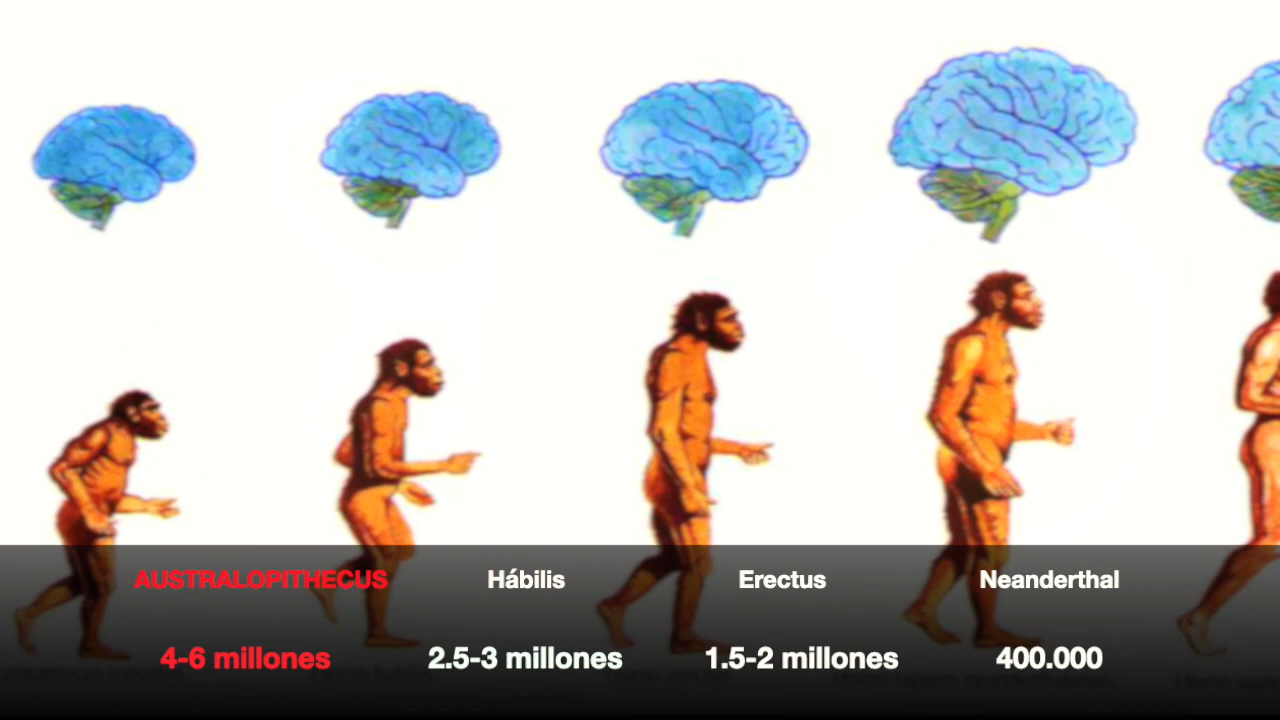 AUSTRALOPITHECUS Hábilis Erectus Neanderthal
4-6 millones 2.5-3 millones 1.5-2 millones 400.000